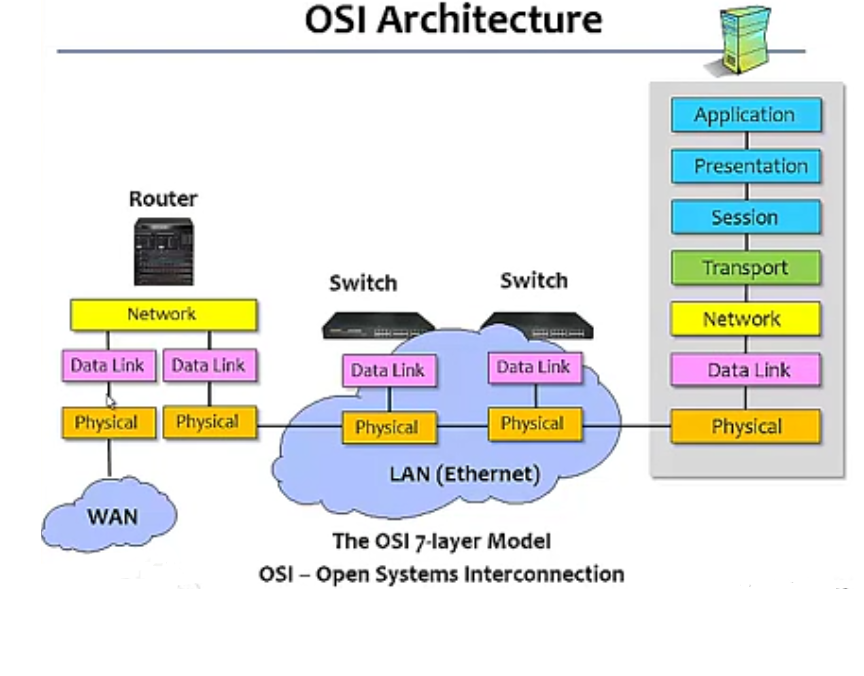 OSI Architecture
Application
Presentation
Session
Transport
Network
Data Link
Physical
Router
Network
Data Link
Data Link
Physical
Physical
WAN
Switch
Switch
Data Link
Data Link
Physical
Physical
LAN (Ethernet)
The OSI 7-layer Model
OSI – Open Systems Interconnection